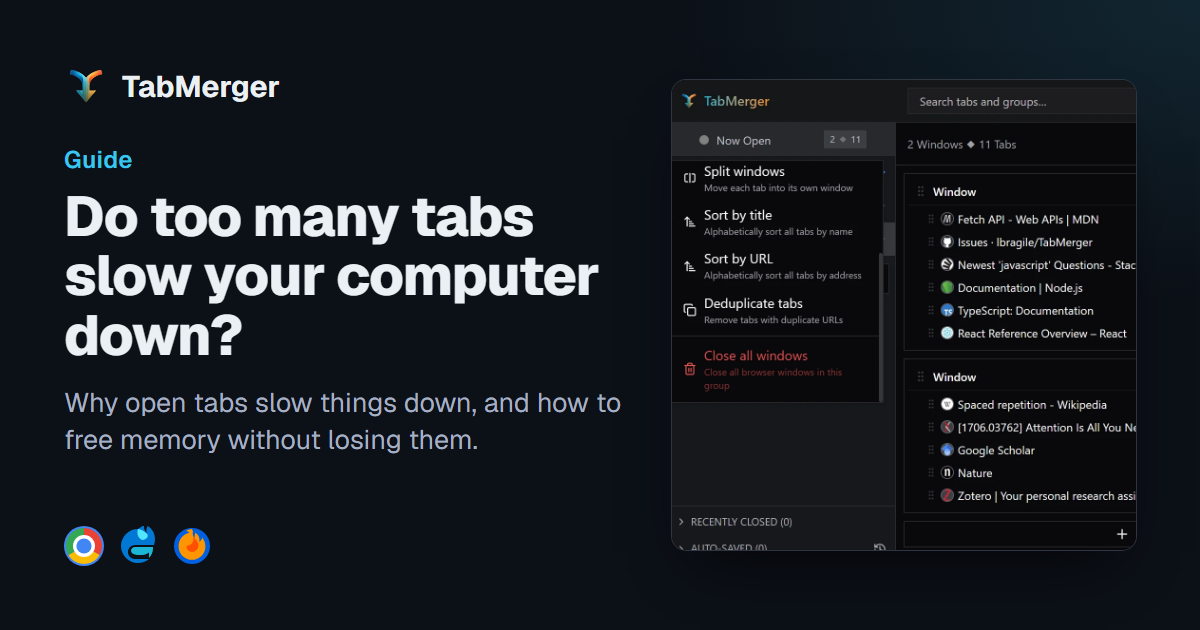 TabMerger
Guide
Do too many tabs
slow your computer
down?
Why open tabs slow things down, and how to
free memory without losing them.
TabMerger
Search tabs and groups...
Now Open
2 ◆ 11
Split windows
Move each tab into its own window
Sort by title
Alphabetically sort all tabs by name
Sort by URL
Alphabetically sort all tabs by address
Deduplicate tabs
Remove tabs with duplicate URLs
Close all windows
Close all browser windows in this
group
RECENTLY CLOSED (0)
AUTO-SAVED (0)
2 Windows ◆ 11 Tabs
Window
Fetch API - Web APIs | MDN
Issues · lbragile/TabMerger
Newest 'javascript' Questions - Stac
Documentation | Node.js
TypeScript: Documentation
React Reference Overview – React
Window
Spaced repetition - Wikipedia
[1706.03762] Attention Is All You Ne
Google Scholar
Nature
Zotero | Your personal research assi